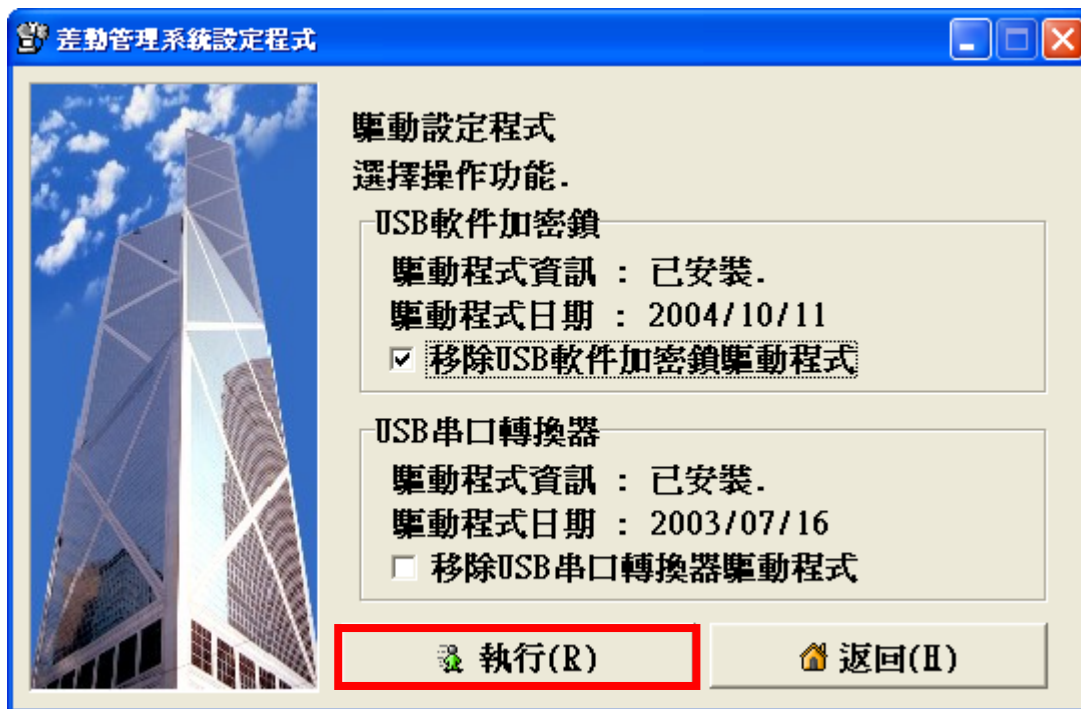 差勤管理系統設定程式
驅動設定程式
選擇操作功能.
USB軟件加密鎖
驅動程式資訊 : 已安裝.
驅動程式日期 : 2004/10/11
移除USB軟件加密鎖驅動程式
USB串口轉換器
驅動程式資訊 : 已安裝.
驅動程式日期 : 2003/07/16
移除USB串口轉換器驅動程式
執行(R)
返回(H)